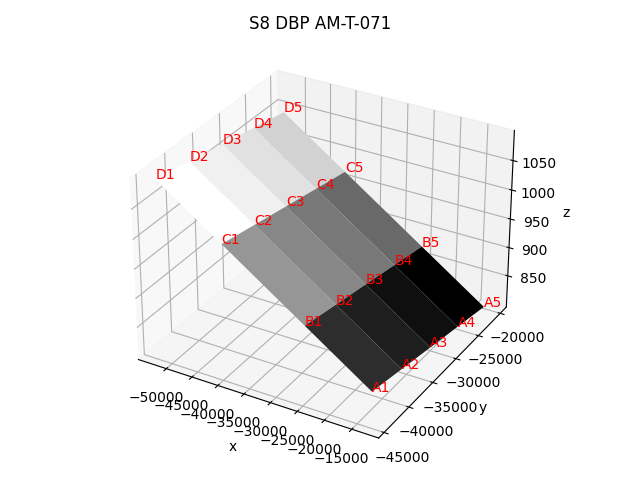 S8 DBP AM-T-071
D5
D4
D3
D2
D1
C5
C4
C3
C2
C1
B5
B4
B3
B2
B1
A5
A4
A3
A2
A1
1050
1000
950
900
850
z
−20000
−25000
−30000
−35000
−40000
−45000
y
−50000
−45000
−40000
−35000
−30000
−25000
−20000
−15000
x